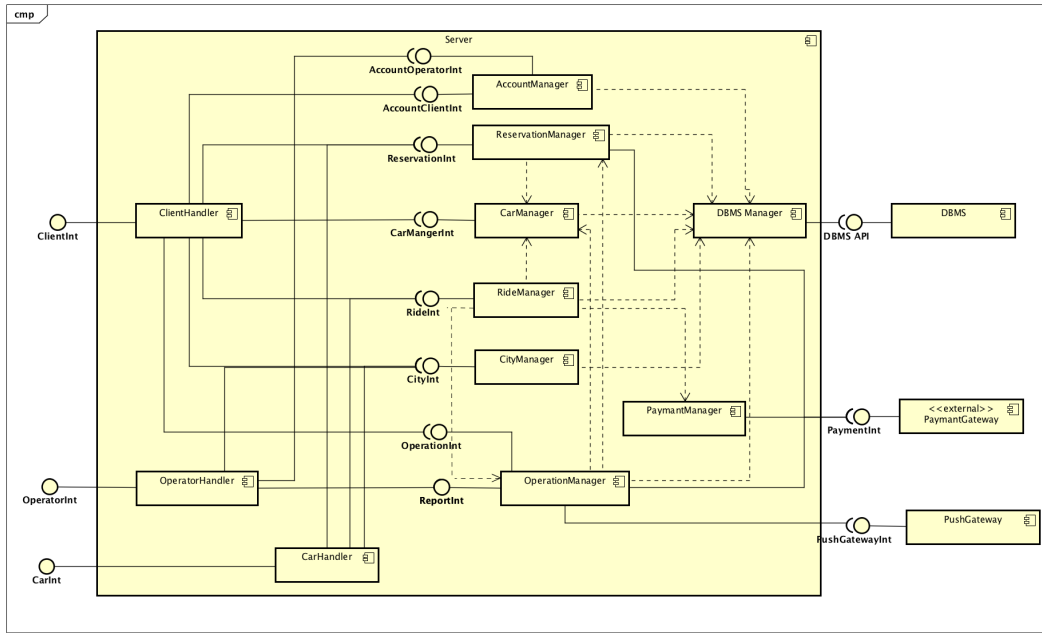 cmp
Server
AccountOperatorInt
AccountManager
AccountClientInt
ReservationManager
ReservationInt
ClientHandler
CarManager
DBMS Manager
DBMS
ClientInt
CarMangerInt
DBMS API
RideManager
RideInt
CityManager
CityInt
PaymantManager
<<external>>
PaymantGateway
PaymentInt
OperationInt
OperatorHandler
OperationManager
OperatorInt
ReportInt
PushGateway
PushGatewayInt
CarHandler
CarInt